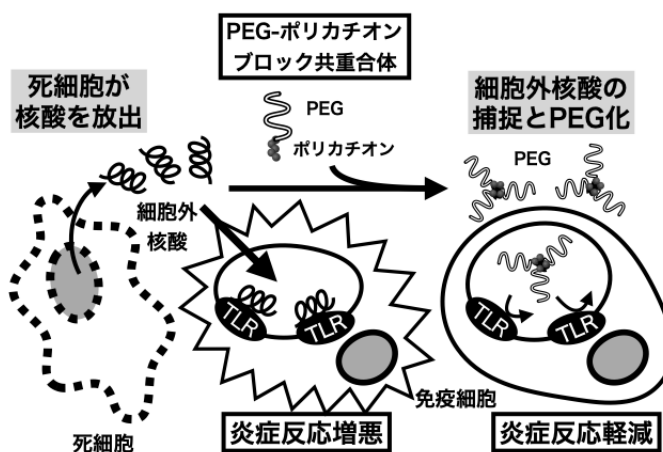 PEG-ポリカチオン
ブロック共重合体
死細胞が
核酸を放出
PEG
ポリカチオン
細胞外核酸の
捕捉とPEG化
PEG
細胞外
核酸
TLR
TLR
TLR
TLR
免疫細胞
死細胞
炎症反応増悪
炎症反応軽減